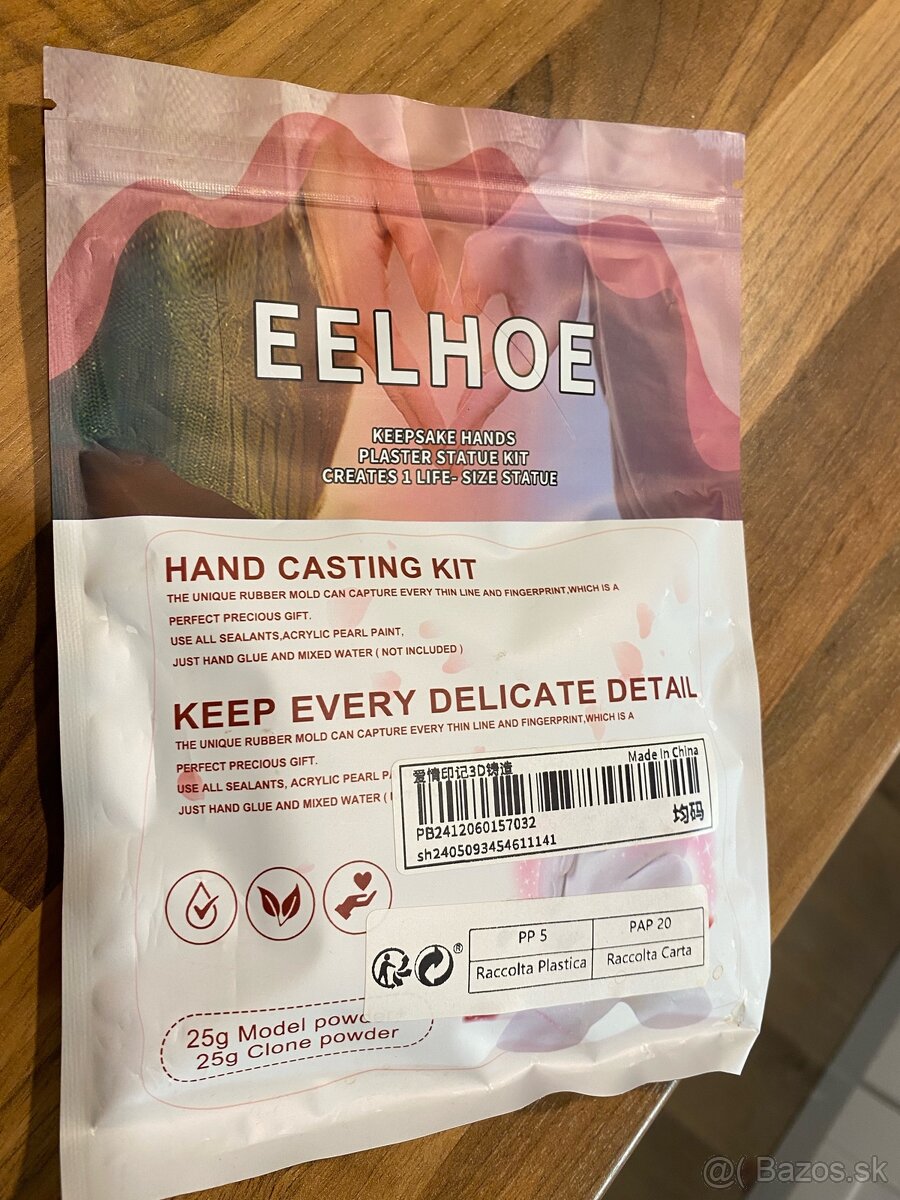 EELHOE
KEEPSAKE HANDS
PLASTER STATUE KIT
CREATES 1 LIFE- SIZE STATUE
HAND CASTING KIT
THE UNIQUE RUBBER MOLD CAN CAPTURE EVERY THIN LINE AND FINGERPRINT,WHICH IS A
PERFECT PRECIOUS GIFT.
USE ALL SEALANTS,ACRYLIC PEARL PAINT,
JUST HAND GLUE AND MIXED WATER ( NOT INCLUDED )
KEEP EVERY DELICATE DETAIL
THE UNIQUE RUBBER MOLD CAN CAPTURE EVERY THIN LINE AND FINGERPRINT,WHICH IS A
PERFECT PRECIOUS GIFT.
USE ALL SEALANTS, ACRYLIC PEARL
JUST HAND GLUE AND MIXED WATER (
爱情印记3D铸造 Made In China
PB2412060157032 均码
sh2405093454611141
PP 5 PAP 20
Raccolta Plastica Raccolta Carta
®
25g Model
25g Clone powder
@( Bazos.sk